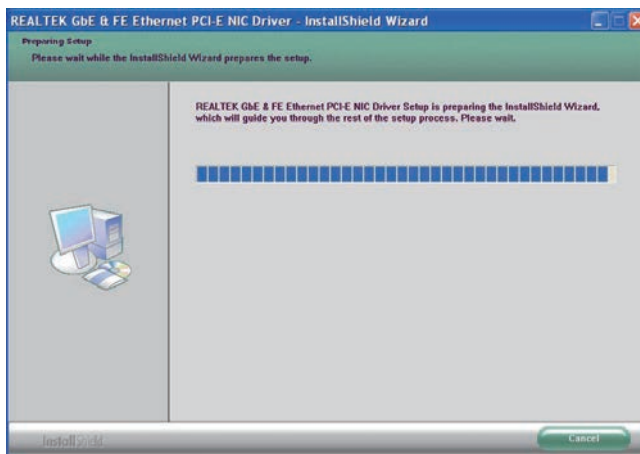 REALTEK GbE & FE Ethernet PCI-E NIC Driver - InstallShield Wizard
Preparing Setup
Please wait while the InstallShield Wizard prepares the setup.
REALTEK GbE & FE Ethernet PCI-E NIC Driver Setup is preparing the InstallShield Wizard,
which will guide you through the rest of the setup process. Please wait.
InstallShield
Cancel